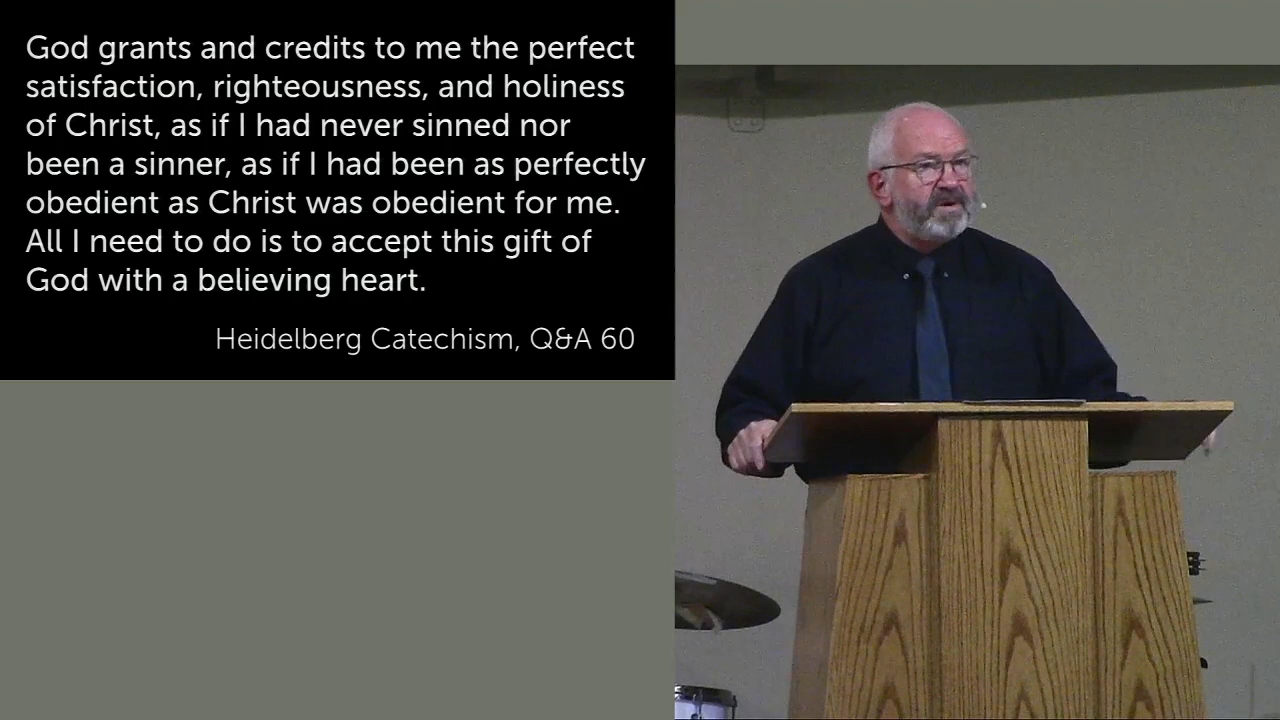 God grants and credits to me the perfect
satisfaction, righteousness, and holiness
of Christ, as if I had never sinned nor
been a sinner, as if I had been as perfectly
obedient as Christ was obedient for me.
All I need to do is to accept this gift of
God with a believing heart.
Heidelberg Catechism, Q&A 60